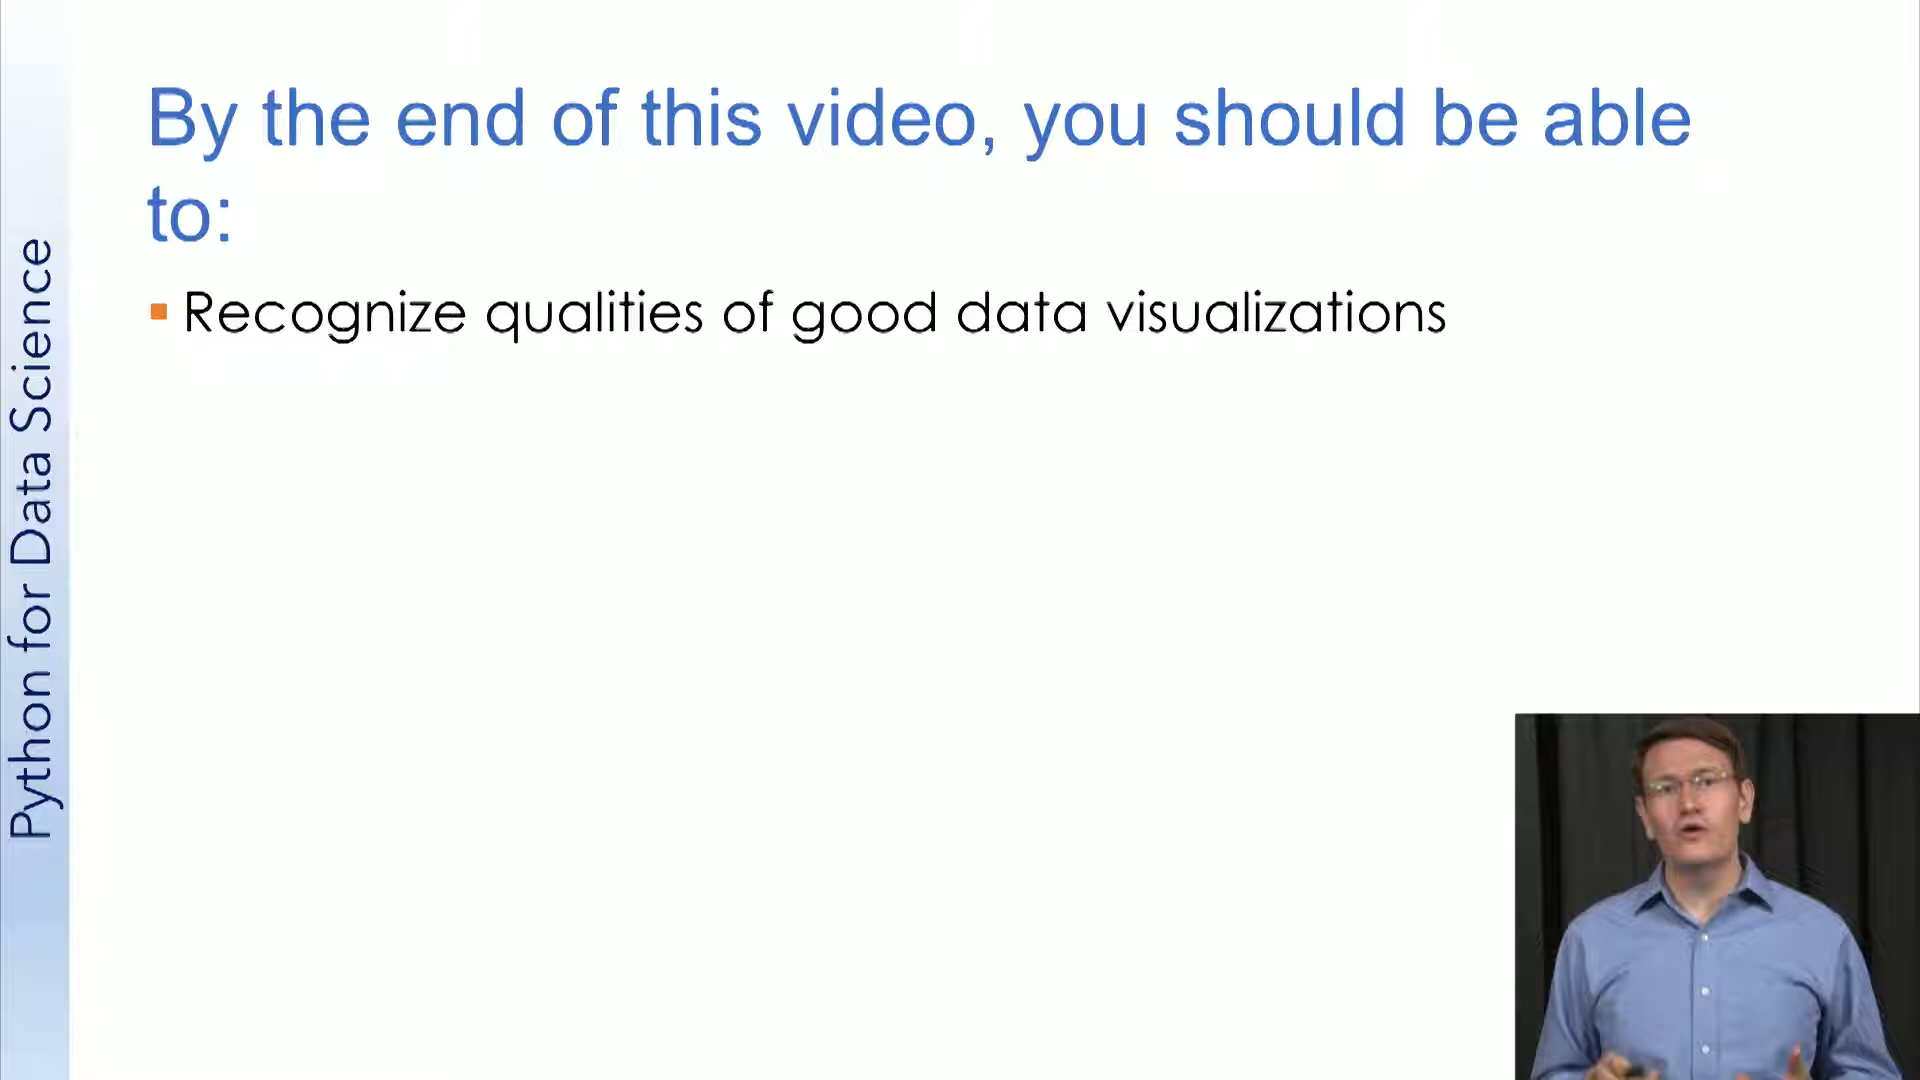 By the end of this video, you should be able
to:
▪ Recognize qualities of good data visualizations
Python for Data Science